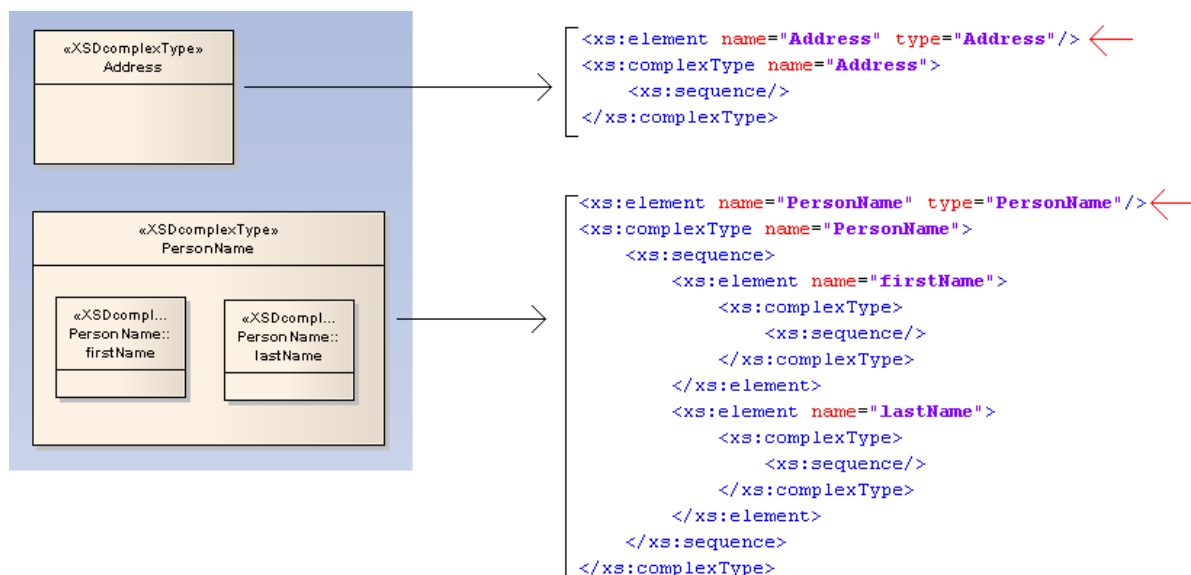 «XSDcomplexType»
Address
<xs:element name="Address" type="Address"/>
<xs:complexType name="Address">
<xs:sequence/>
</xs:complexType>
«XSDcomplexType»
PersonName
«XSDcompl...
PersonName::
firstName
«XSDcompl...
PersonName::
lastName
<xs:element name="PersonName" type="PersonName"/>
<xs:complexType name="PersonName">
<xs:sequence>
<xs:element name="firstName">
<xs:complexType>
<xs:sequence/>
</xs:complexType>
</xs:element>
<xs:element name="lastName">
<xs:complexType>
<xs:sequence/>
</xs:complexType>
</xs:element>
</xs:sequence>
</xs:complexType>